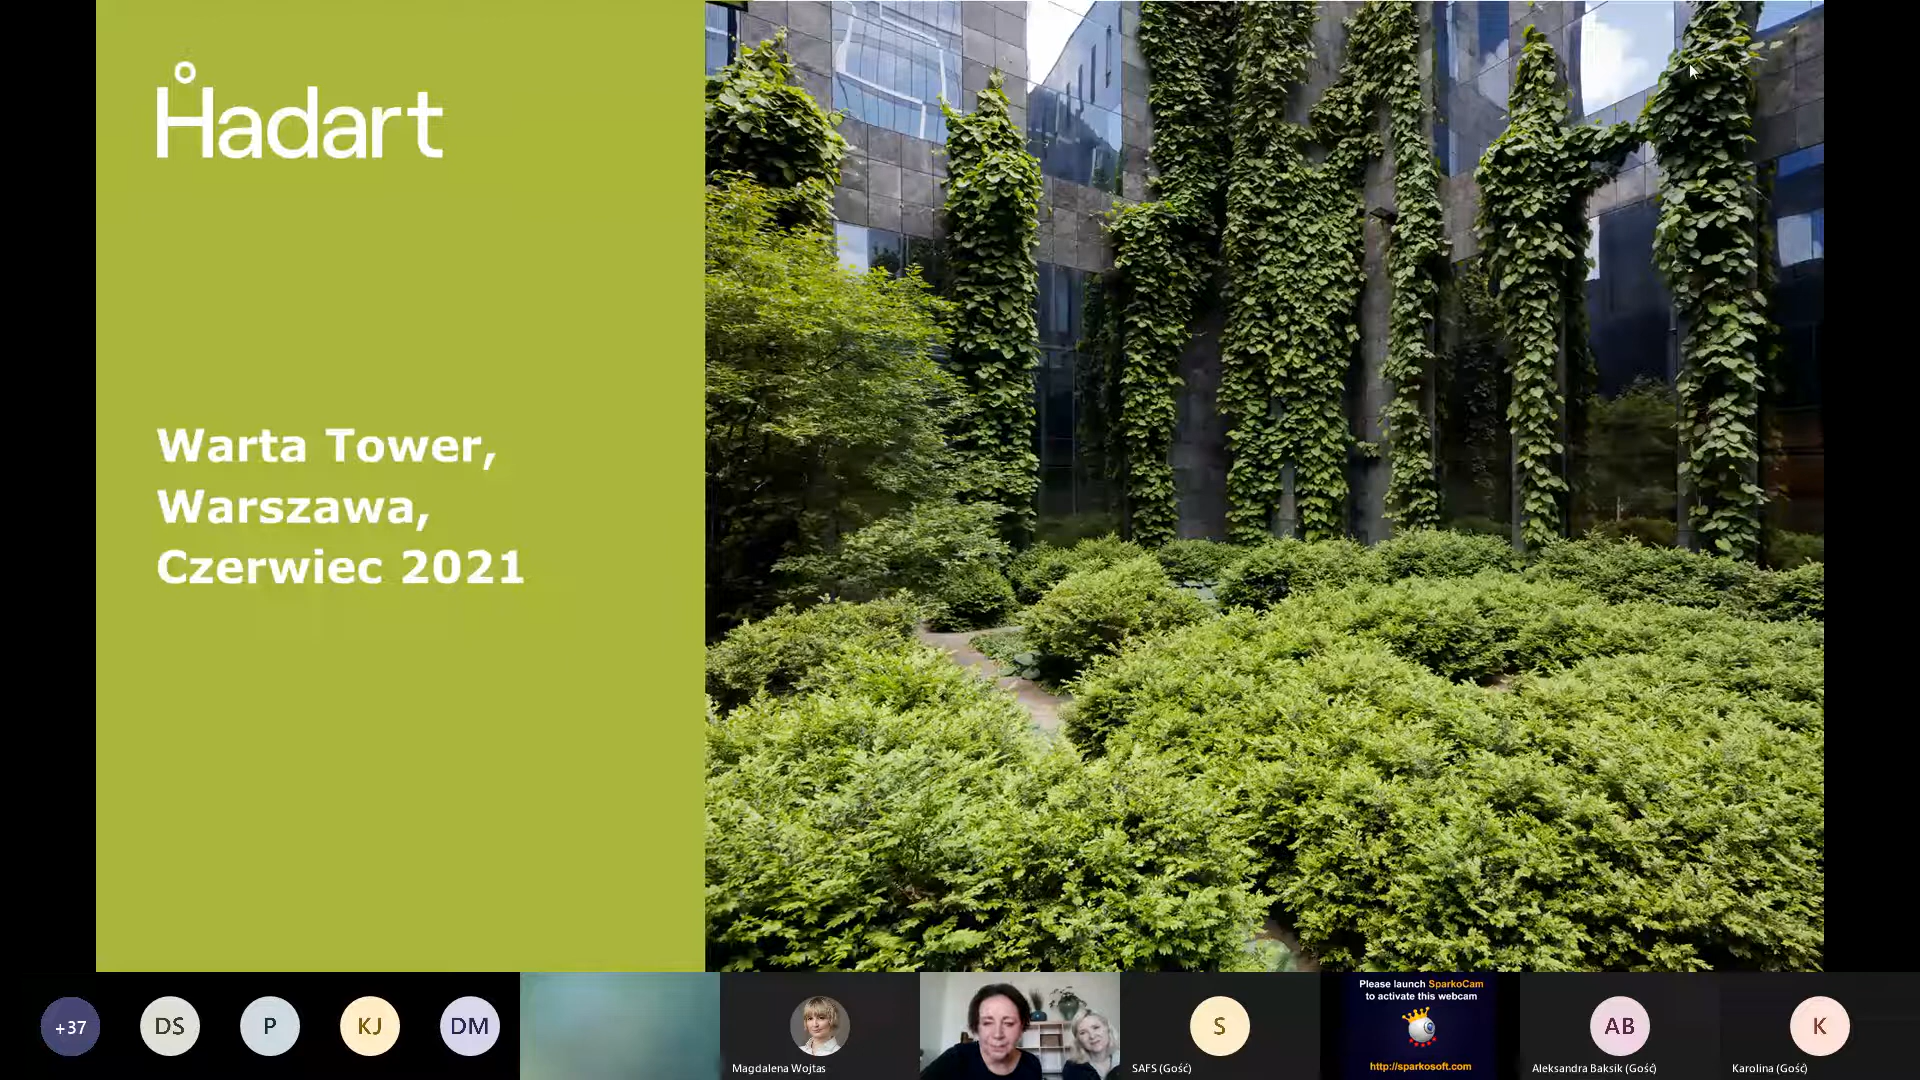 Hadart
Warta Tower,
Warszawa,
Czerwiec 2021
+37
DS
P
KJ
DM
Magdalena Wojtas
S
SAFS (Gość)
Please launch SparkoCam
to activate this webcam
http://sparkosoft.com
AB
Aleksandra Baksik (Gość)
K
Karolina (Gość)